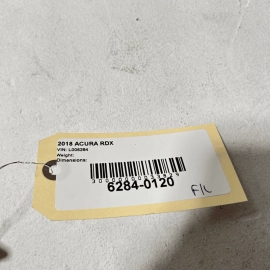 2018 ACURA RDX
VIN: L006284
Weight:
Dimensions:
6284-0120
F/L